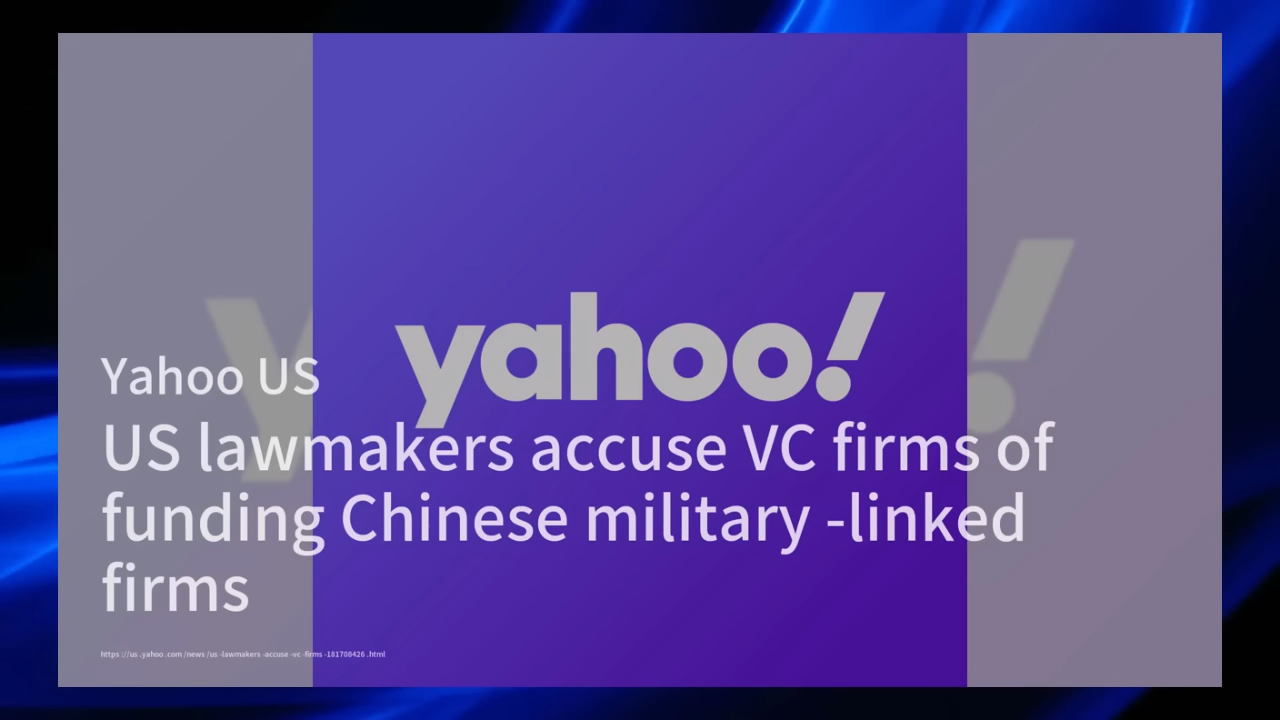 yahoo!
Yahoo US
US lawmakers accuse VC firms of
funding Chinese military -linked
firms
https ://us .yahoo .com /news /us -lawmakers -accuse -vc -firms -181708426 .html